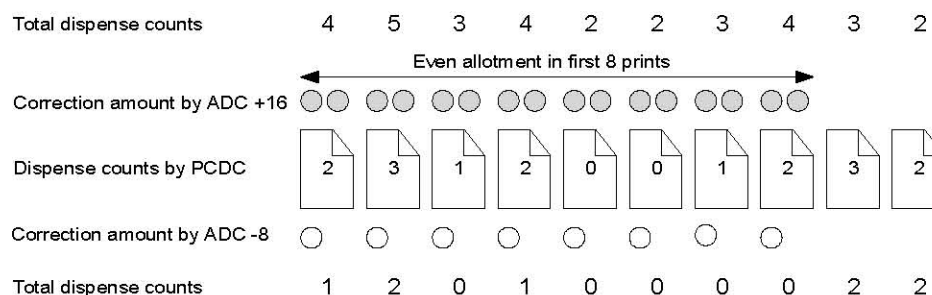 Total dispense counts 4 5 3 4 2 2 3 4 3 2
Even allotment in first 8 prints
Correction amount by ADC +16
Dispense counts by PCDC 2 3 1 2 0 0 1 2 3 2
Correction amount by ADC -8
Total dispense counts 1 2 0 1 0 0 0 0 2 2